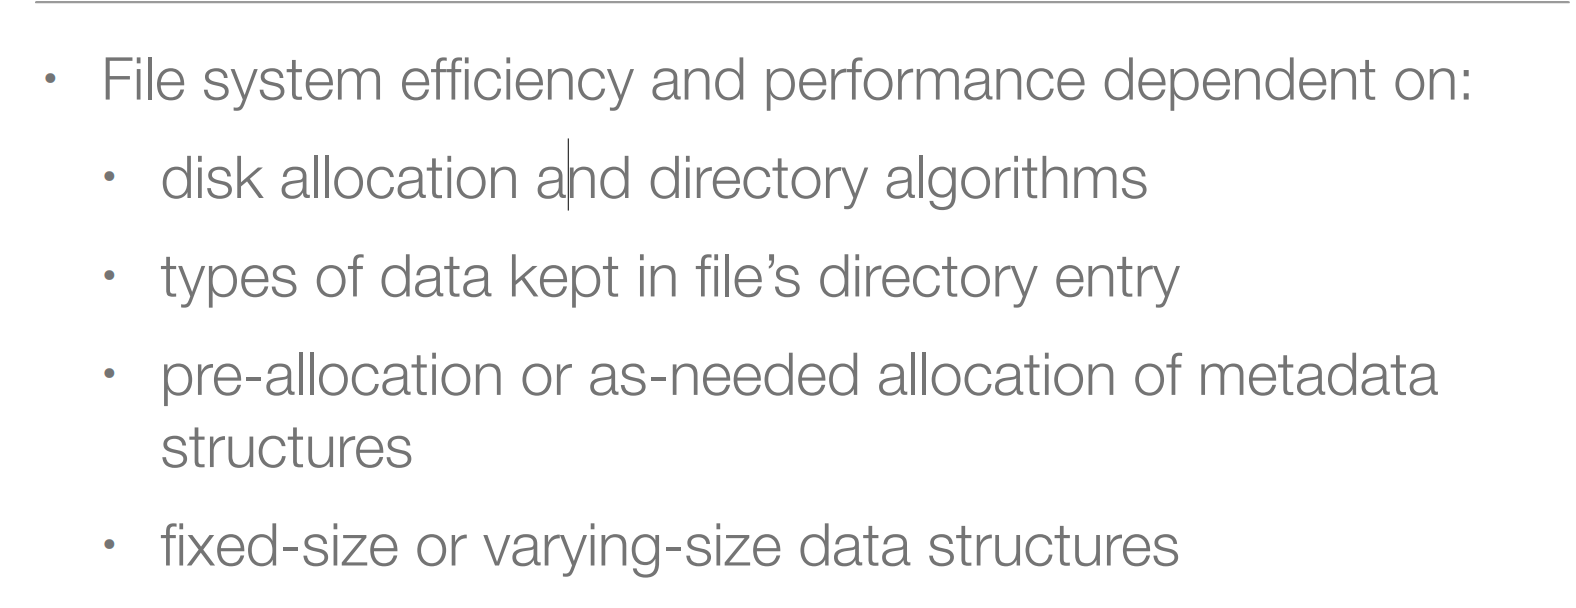 • File system efficiency and performance dependent on:
• disk allocation and directory algorithms
• types of data kept in file’s directory entry
• pre-allocation or as-needed allocation of metadata
structures
• fixed-size or varying-size data structures